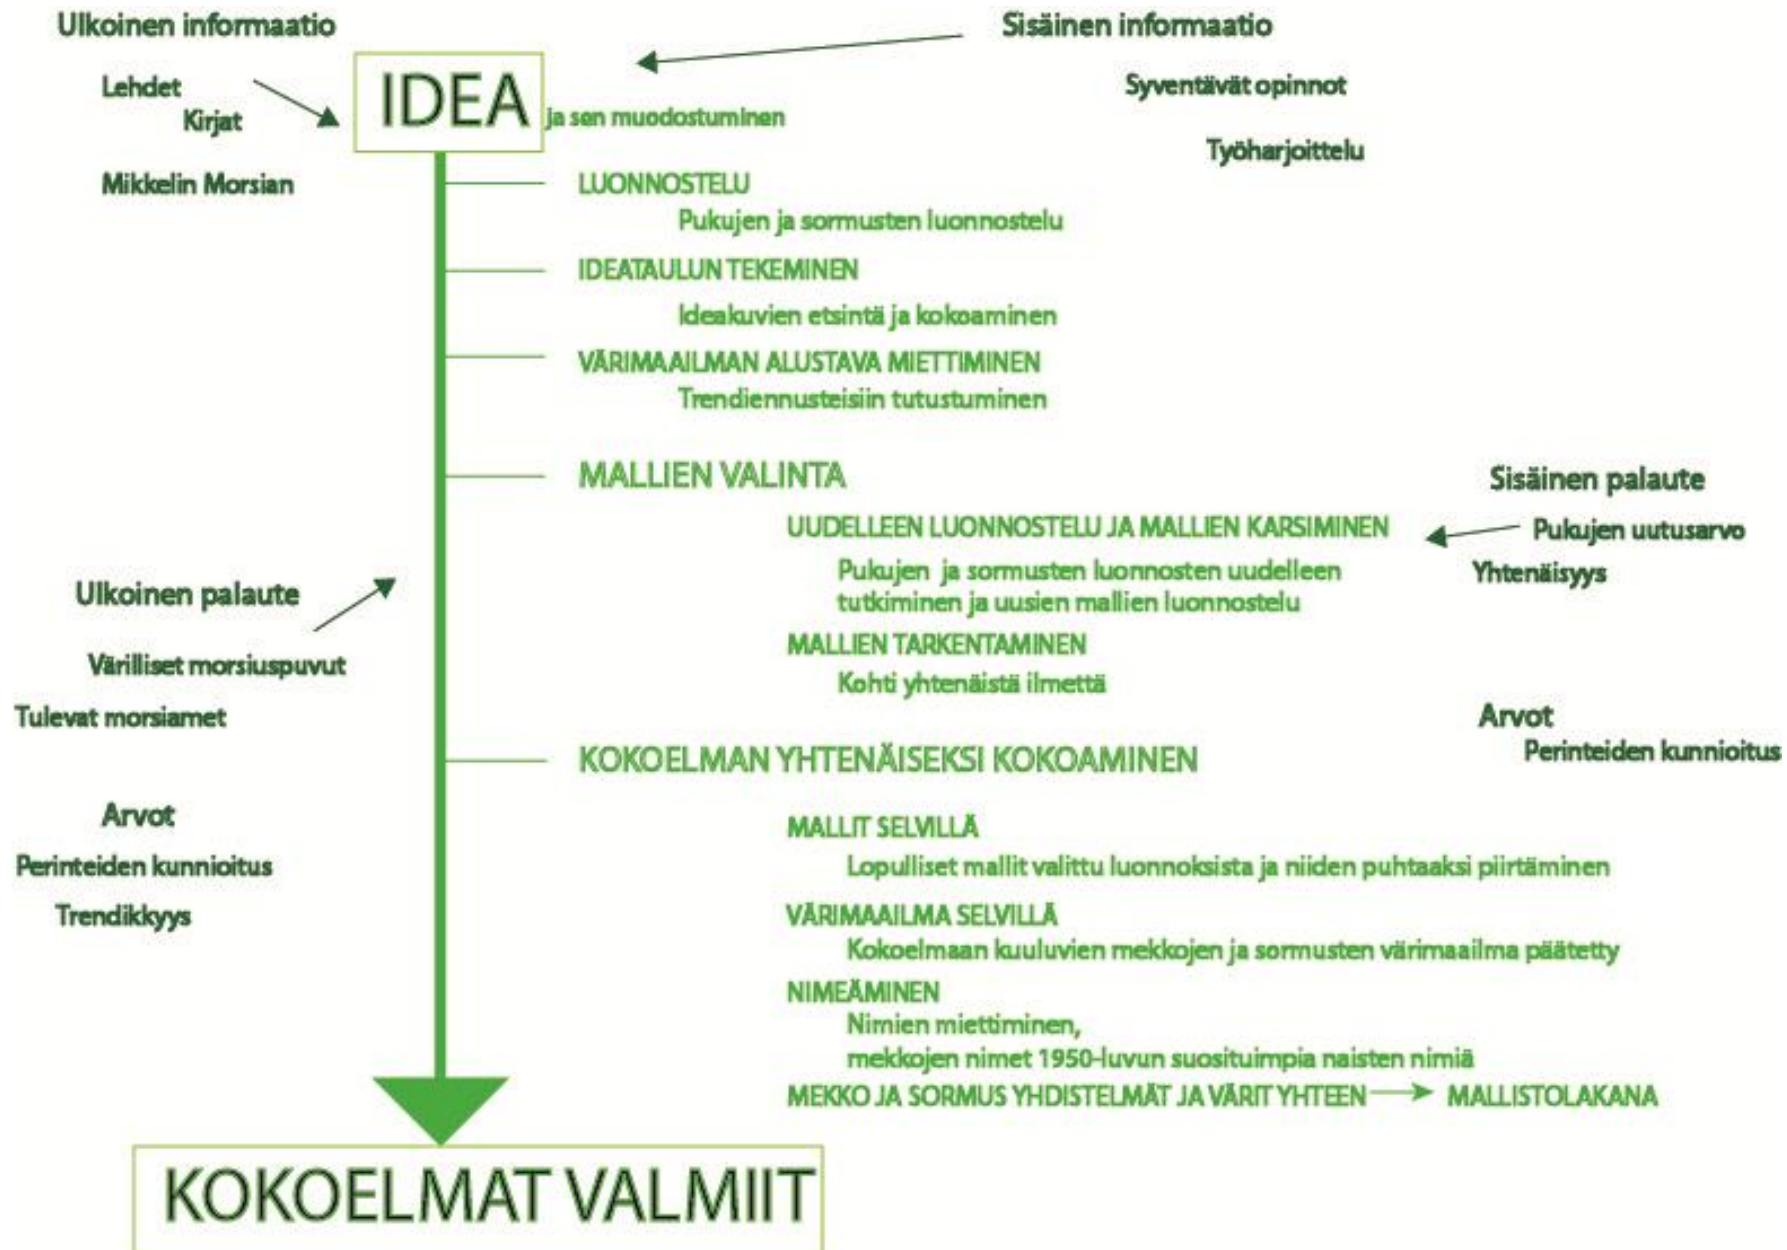 Ulkoinen informaatio
Lehdet
Kirjat
Mikkelin Morsian
Sisäinen informaatio
Syventävät opinnot
Työharjoittelu
IDEA ja sen muodostuminen
LUONNOSTELU
Pukujen ja sormusten luonnostelu
IDEATAULUN TEKEMINEN
Ideakuvien etsintä ja kokoaminen
VÄRIMAAILMAN ALUSTAVA MIETTIMINEN
Trendiennusteisiin tutustuminen
MALLIEN VALINTA
UUDELLEEN LUONNOSTELU JA MALLIEN KARSIMINEN
Pukujen ja sormusten luonnosten uudelleen
tutkiminen ja uusien mallien luonnostelu
MALLIEN TARKENTAMINEN
Kohti yhtenäistä ilmettä
Sisäinen palaute
Pukujen uutusarvo
Yhtenäisyys
Ulkoinen palaute
Värilliset morsiuspuvut
Tulevat morsiamet
Arvot
Perinteiden kunnioitus
KOKOELMAN YHTENÄISEKSI KOKOAMINEN
Arvot
Perinteiden kunnioitus
Trendikkyys
MALLIT SELVILLÄ
Lopulliset mallit valittu luonnoksista ja niiden puhtaaksi piirtäminen
VÄRIMAAILMA SELVILLÄ
Kokoelmaan kuuluvien mekkojen ja sormusten värimaailma päätetty
NIMEÄMINEN
Nimien miettiminen,
mekkojen nimet 1950-luvun suosituimpia naisten nimiä
MEKKO JA SORMUS YHDISTELMÄT JA VÄRIT YHTEEN → MALLISTOLAKANA
KOKOELMAT VALMIIT